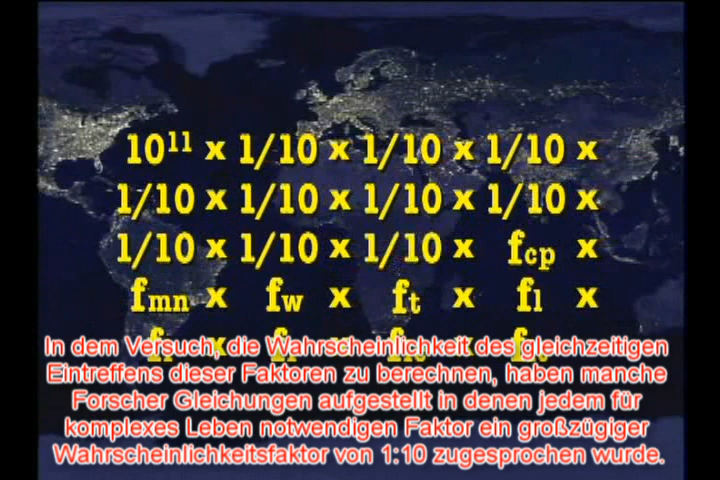 10¹¹ x 1/10 x 1/10 x 1/10 x
1/10 x 1/10 x 1/10 x 1/10 x
1/10 x 1/10 x 1/10 x fcp x
fmn x fw x ft x fl x
In dem Versuch, die Wahrscheinlichkeit des gleichzeitigen
Eintreffens dieser Faktoren zu berechnen, haben manche
Forscher Gleichungen aufgestellt in denen jedem für
komplexes Leben notwendigen Faktor ein großzügiger
Wahrscheinlichkeitsfaktor von 1:10 zugesprochen wurde.